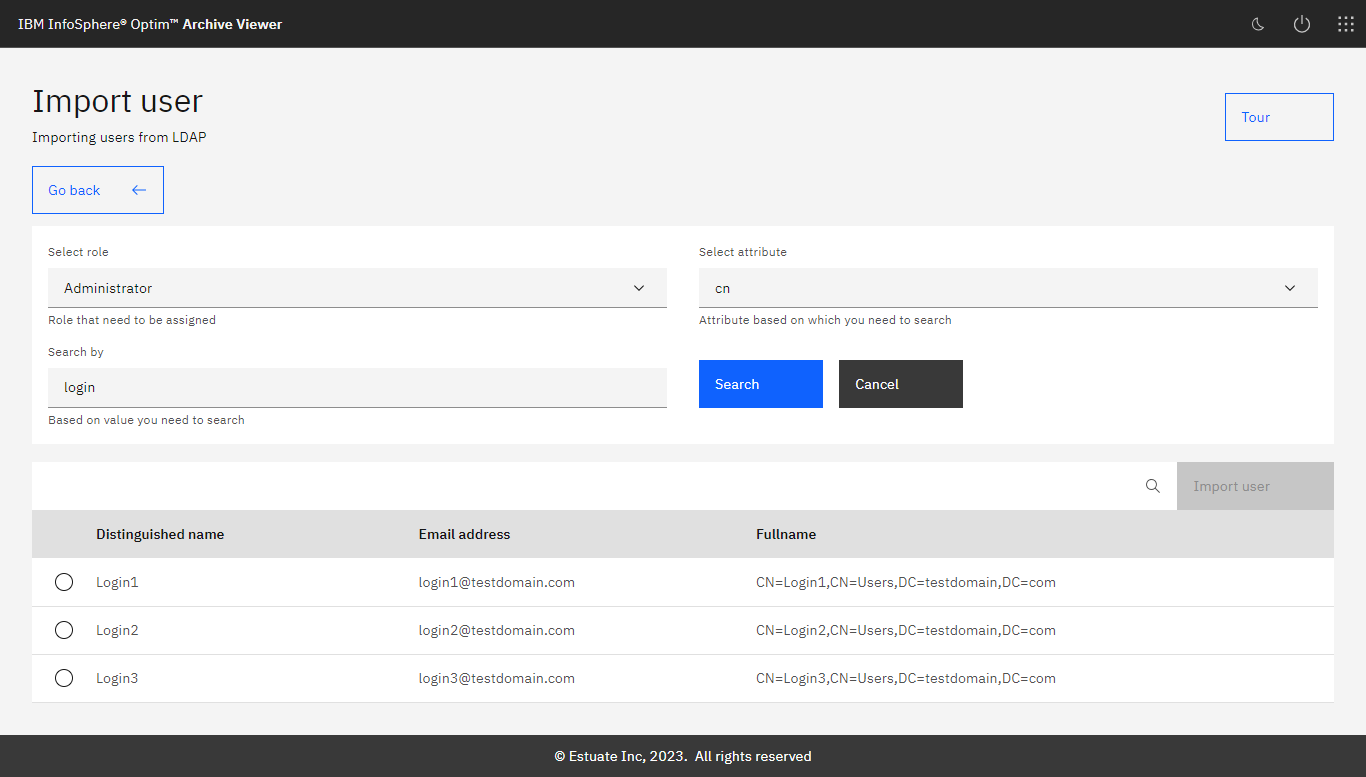 IBM InfoSphere® Optim™ Archive Viewer
Import user
Importing users from LDAP
Tour
Go back
Select role
Select attribute
Administrator
cn
Role that need to be assigned
Attribute based on which you need to search
Search by
login
Search
Cancel
Based on value you need to search
Import user
Distinguished name Email address Fullname
Login1 login1@testdomain.com CN=Login1,CN=Users,DC=testdomain,DC=com
Login2 login2@testdomain.com CN=Login2,CN=Users,DC=testdomain,DC=com
Login3 login3@testdomain.com CN=Login3,CN=Users,DC=testdomain,DC=com
© Estuate Inc, 2023. All rights reserved